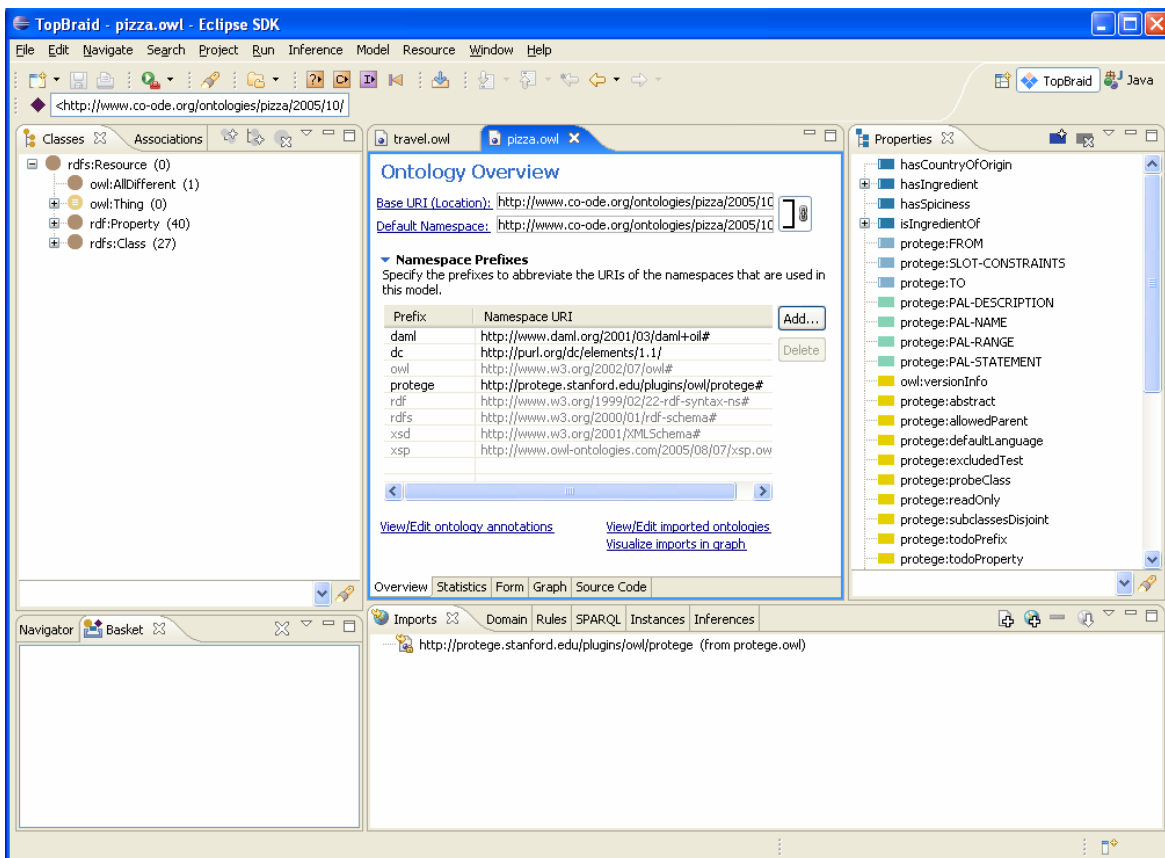 TopBraid - pizza.owl - Eclipse SDK
File Edit Navigate Search Project Run Inference Model Resource Window Help
TopBraid Java
<http://www.co-ode.org/ontologies/pizza/2005/10/
Classes Associations
rdfs:Resource (0)
owl:AllDifferent (1)
owl:Thing (0)
rdf:Property (40)
rdfs:Class (27)
travel.owl pizza.owl
Ontology Overview
Base URI (Location): http://www.co-ode.org/ontologies/pizza/2005/10
Default Namespace: http://www.co-ode.org/ontologies/pizza/2005/10
Namespace Prefixes
Specify the prefixes to abbreviate the URIs of the namespaces that are used in
this model.
Prefix Namespace URI
daml http://www.daml.org/2001/03/daml+oil#
dc http://purl.org/dc/elements/1.1/
owl http://www.w3.org/2002/07/owl#
protege http://protege.stanford.edu/plugins/owl/protege#
rdf http://www.w3.org/1999/02/22-rdf-syntax-ns#
rdfs http://www.w3.org/2000/01/rdf-schema#
xsd http://www.w3.org/2001/XMLSchema#
xsp http://www.owl-ontologies.com/2005/08/07/xsp.ow
Add...
Delete
View/Edit ontology annotations View/Edit imported ontologies
Visualize imports in graph
Overview Statistics Form Graph Source Code
Properties
hasCountryOfOrigin
hasIngredient
hasSpiciness
isIngredientOf
protege:FROM
protege:SLOT-CONSTRAINTS
protege:TO
protege:PAL-DESCRIPTION
protege:PAL-NAME
protege:PAL-RANGE
protege:PAL-STATEMENT
owl:versionInfo
protege:abstract
protege:allowedParent
protege:defaultLanguage
protege:excludedTest
protege:probeClass
protege:readOnly
protege:subclassesDisjoint
protege:todoPrefix
protege:todoProperty
Navigator Basket
Imports Domain Rules SPARQL Instances Inferences
http://protege.stanford.edu/plugins/owl/protege (from protege.owl)